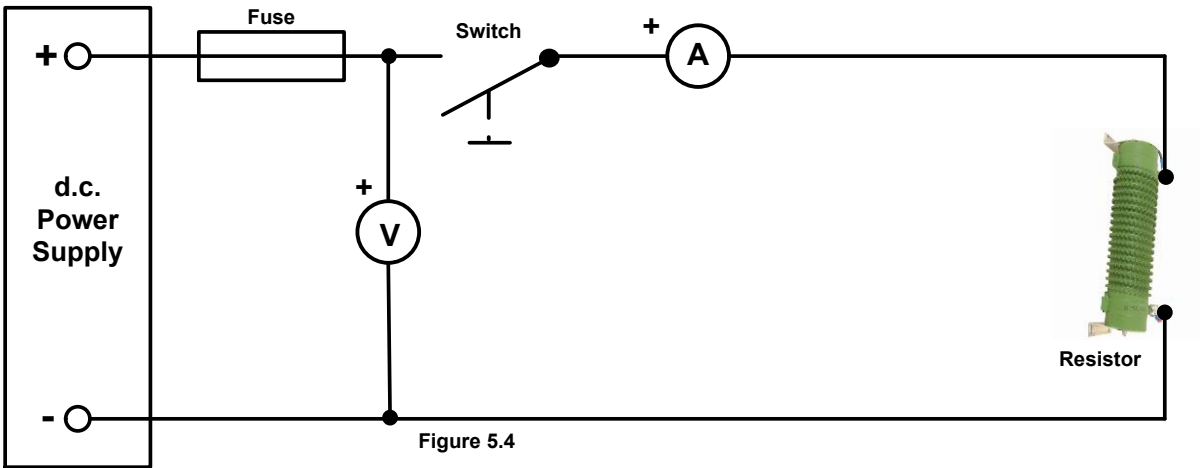 Fuse
Switch
+
+
A
d.c.
Power
Supply
+
V
Resistor
-
Figure 5.4